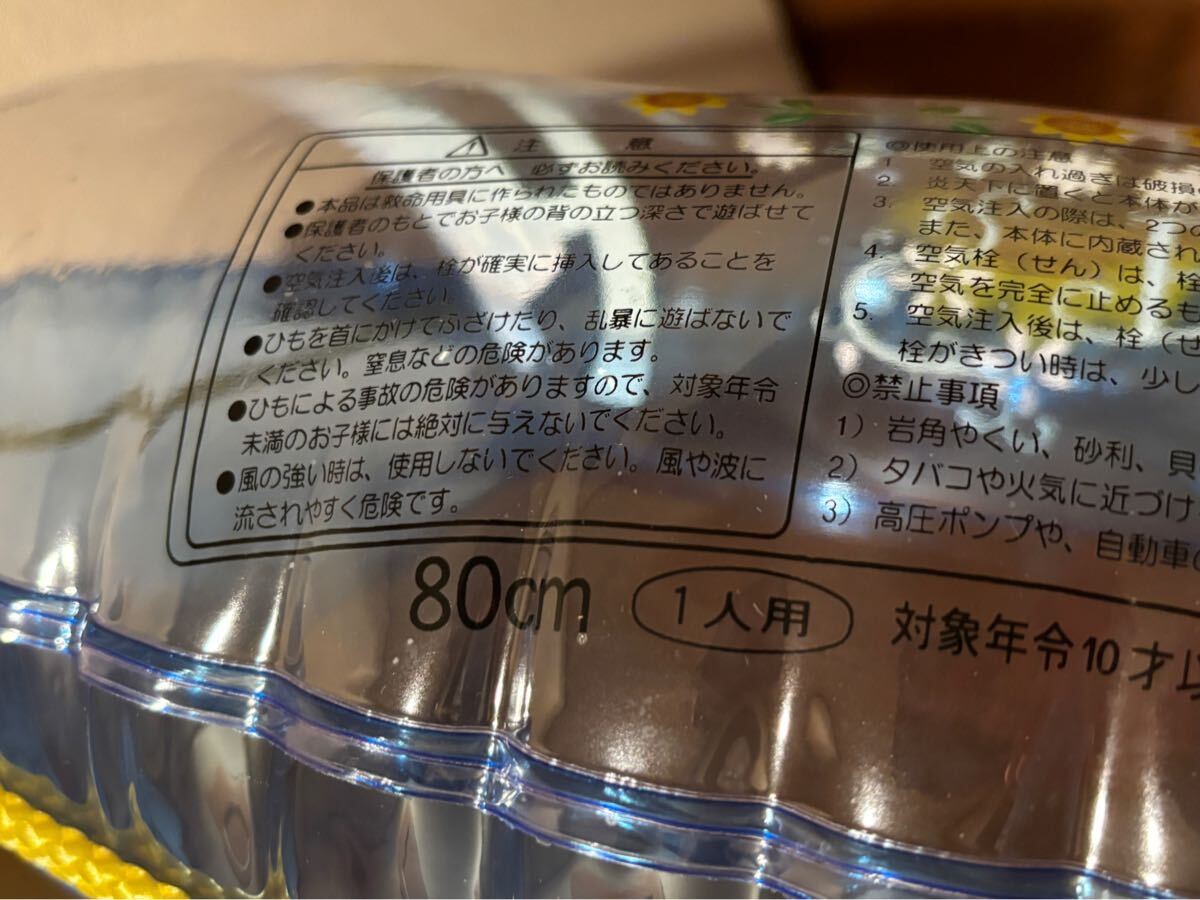 ⚠ 注 意
保護者の方へ 必ずお読みください。
●本品は救命用具に作られたものではありません。
●保護者のもとでお子様の背の立つ深さで遊ばせて
ください。
●空気注入後は、栓が確実に挿入してあることを
確認してください。
●ひもを首にかけてふざけたり、乱暴に遊ばないで
ください。窒息などの危険があります。
●ひもによる事故の危険がありますので、対象年令
未満のお子様には絶対に与えないでください。
●風の強い時は、使用しないでください。風や波に
流されやすく危険です。
◎使用上の注意
1. 空気の入れ過ぎは破損
2. 炎天下に置くと本体が
3. 空気注入の際は、2つの
また、本体に内蔵され
4. 空気栓（せん）は、栓
空気を完全に止めるも
5. 空気注入後は、栓（せ
栓がきつい時は、少し
◎禁止事項
1）岩角やくい、砂利、貝
2）タバコや火気に近づけ
3）高圧ポンプや、自動車
80cm 1人用 対象年令10才以